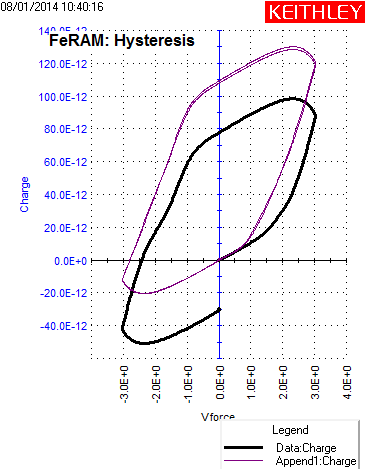 08/01/2014 10:40:16
KEITHLEY
FeRAM: Hysteresis
140.0E-12
120.0E-12
100.0E-12
80.0E-12
60.0E-12
40.0E-12
20.0E-12
0.0E+0
-20.0E-12
-40.0E-12
Charge
-3.0E+0
-2.0E+0
-1.0E+0
0.0E+0
1.0E+0
2.0E+0
3.0E+0
4.0E+0
Vforce
Legend
Data:Charge
Append1:Charge